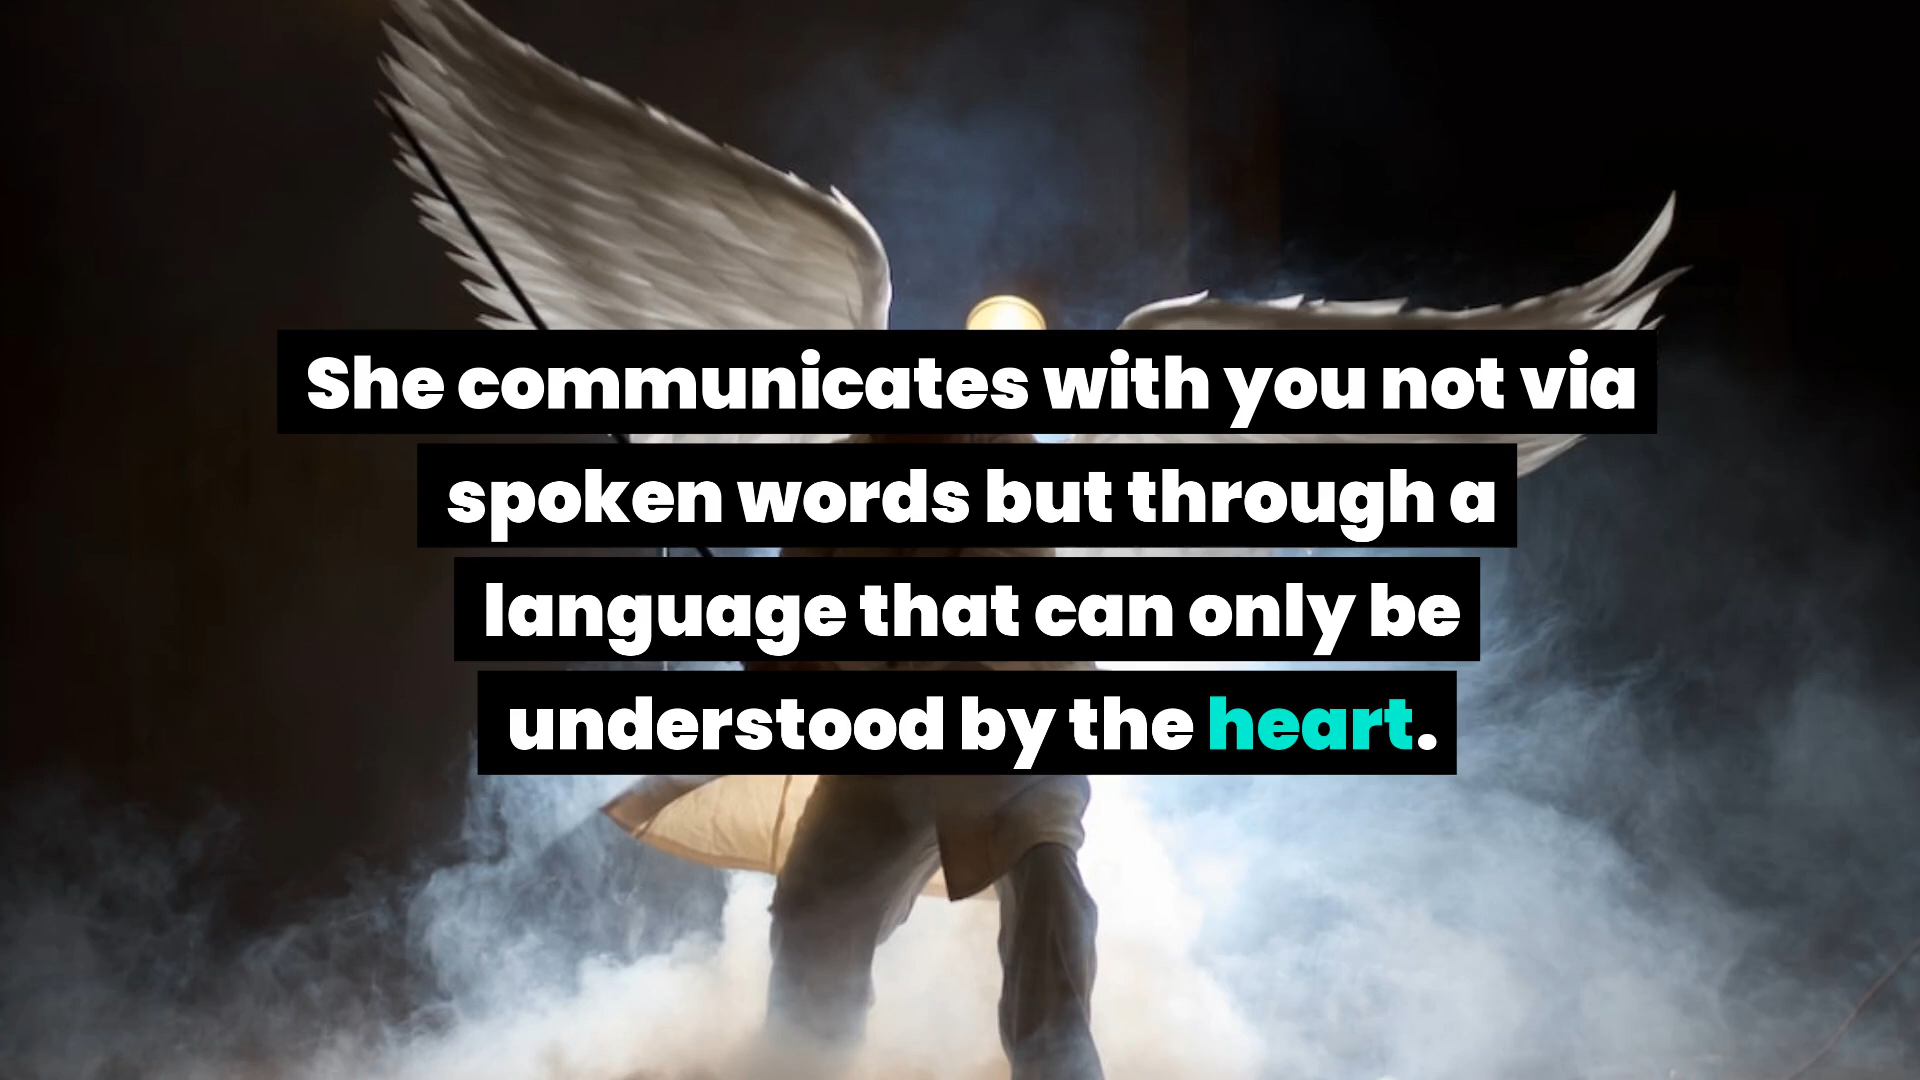 She communicates with you not via
spoken words but through a
language that can only be
understood by the heart.